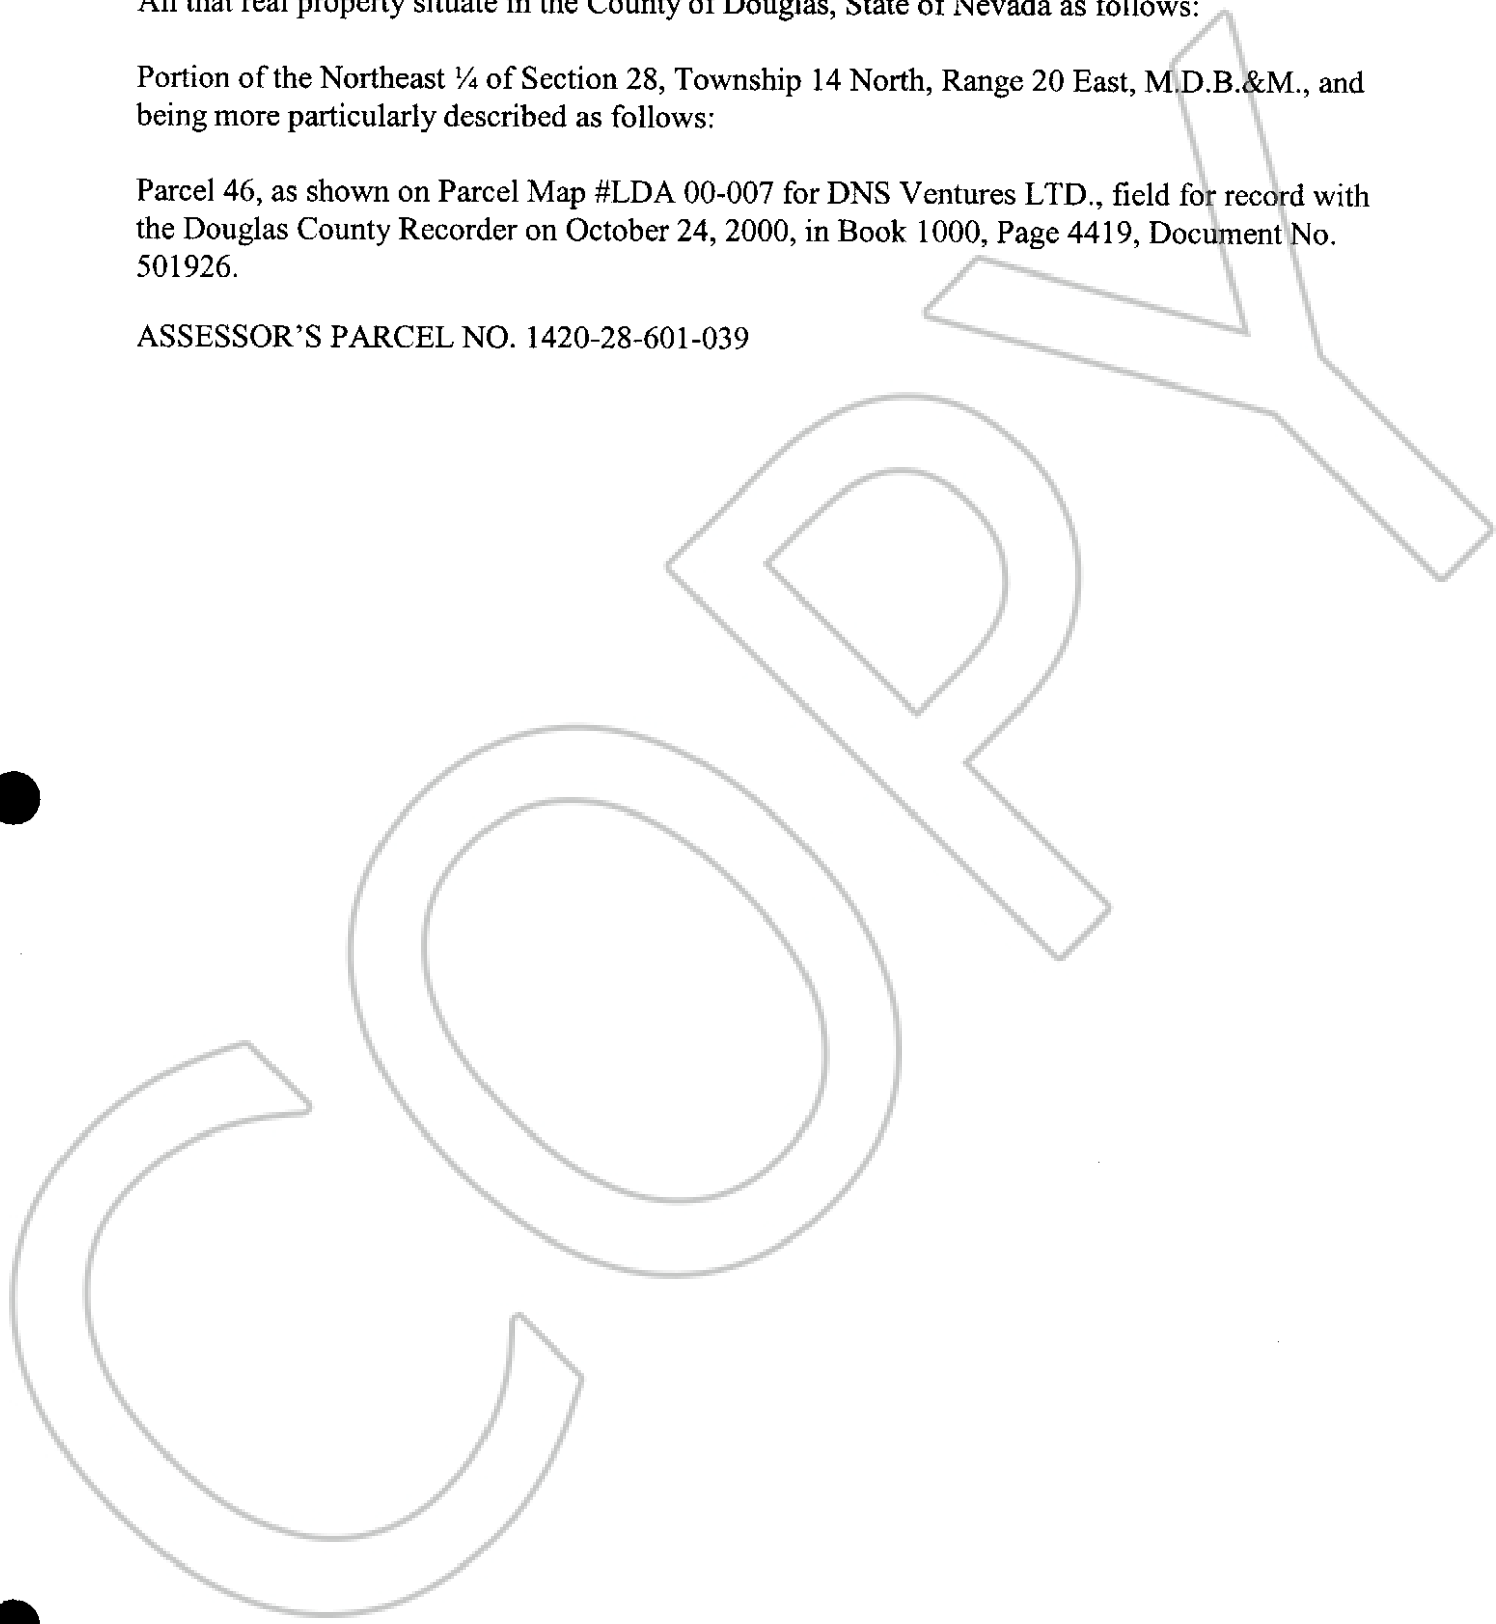 All that real property situate in the County of Douglas, State of Nevada as follows:
Portion of the Northeast ¼ of Section 28, Township 14 North, Range 20 East, M.D.B.&M., and
being more particularly described as follows:
Parcel 46, as shown on Parcel Map #LDA 00-007 for DNS Ventures LTD., field for record with
the Douglas County Recorder on October 24, 2000, in Book 1000, Page 4419, Document No.
501926.
ASSESSOR'S PARCEL NO. 1420-28-601-039
COPY